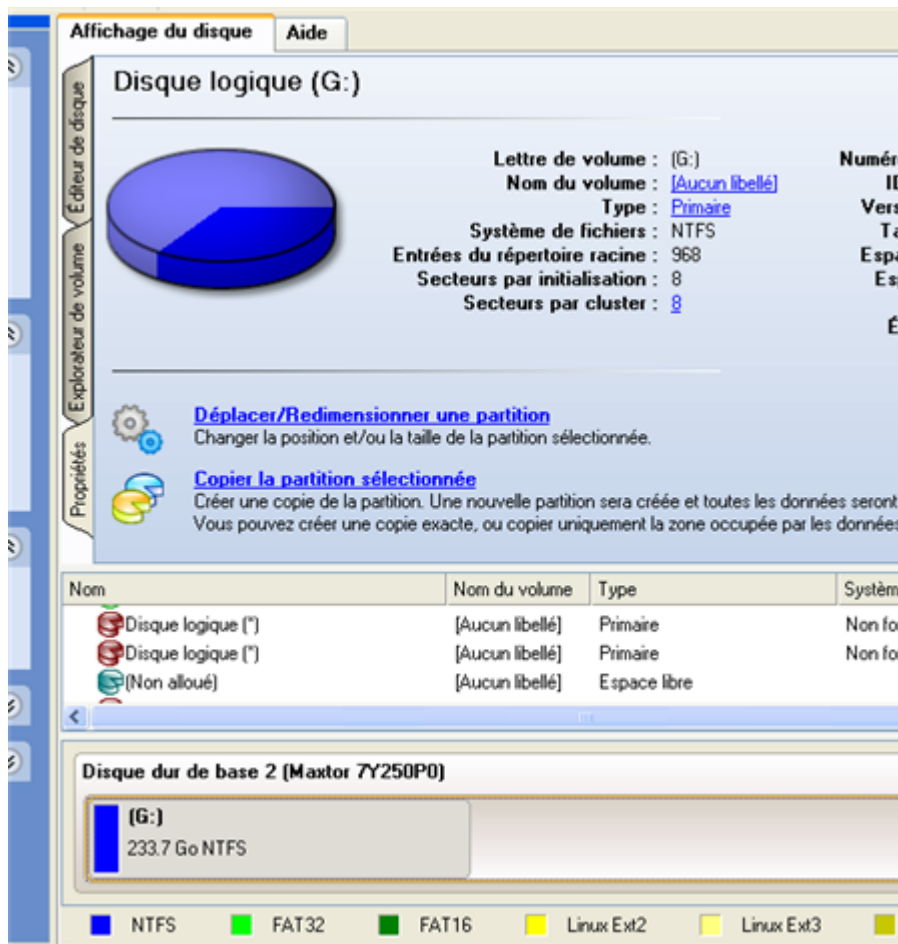 Affichage du disque Aide
Éditeur de disque
Explorateur de volume
Propriétés
Disque logique (G:)
Lettre de volume : (G:)
Nom du volume : [Aucun libellé]
Type : Primaire
Système de fichiers : NTFS
Entrées du répertoire racine : 968
Secteurs par initialisation : 8
Secteurs par cluster : 8
Déplacer/Redimensionner une partition
Changer la position et/ou la taille de la partition sélectionnée.
Copier la partition sélectionnée
Créer une copie de la partition. Une nouvelle partition sera créée et toutes les données seront
Vous pouvez créer une copie exacte, ou copier uniquement la zone occupée par les données
Nom Nom du volume Type Systèm
Disque logique (*) [Aucun libellé] Primaire Non fo
Disque logique (*) [Aucun libellé] Primaire Non fo
(Non alloué) [Aucun libellé] Espace libre
Disque dur de base 2 (Maxtor 7Y250P0)
(G:)
233.7 Go NTFS
NTFS FAT32 FAT16 Linux Ext2 Linux Ext3